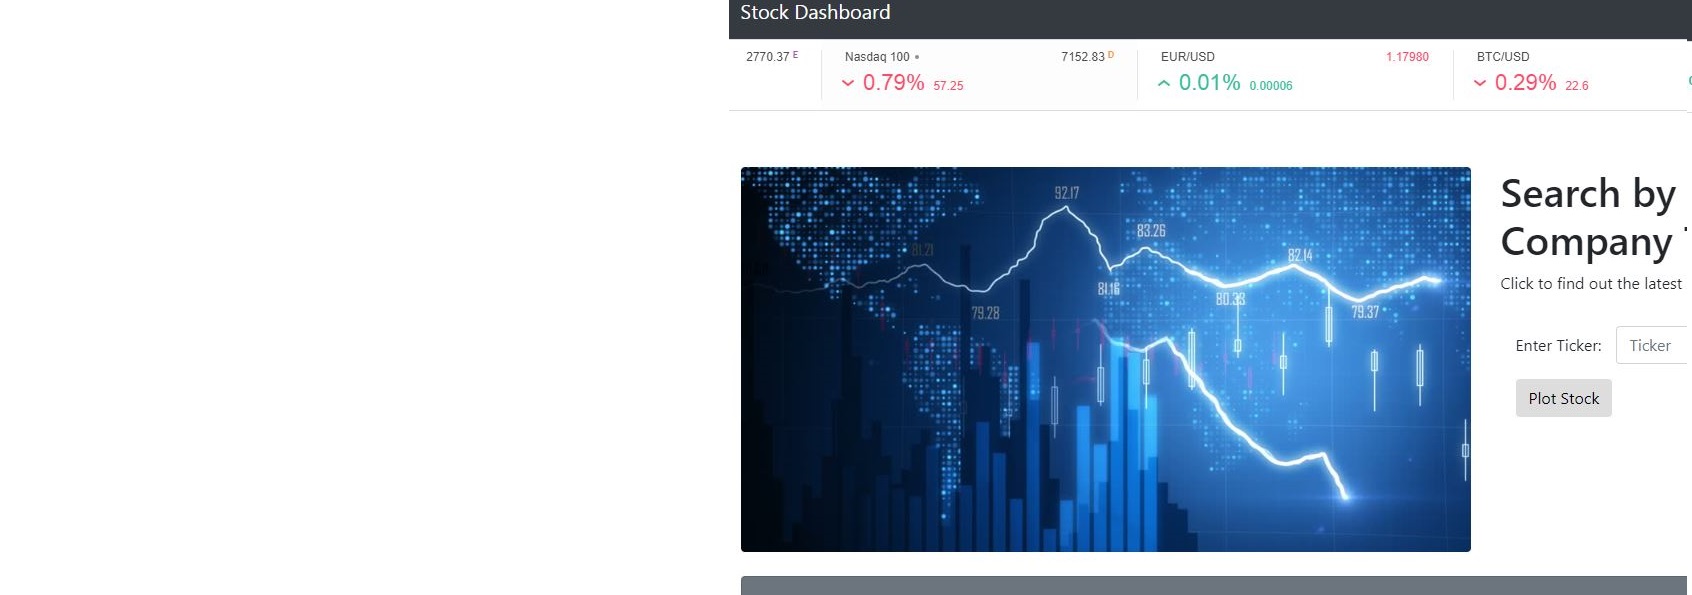 Stock Dashboard
2770.37 E
Nasdaq 100 7152.83 D
0.79% 57.25
EUR/USD 1.17980
0.01% 0.00006
BTC/USD
0.29% 22.6
92.17
83.26
81.21
82.14
81.16
80.33
79.28
79.37
Search by
Company
Click to find out the latest
Enter Ticker: Ticker
Plot Stock